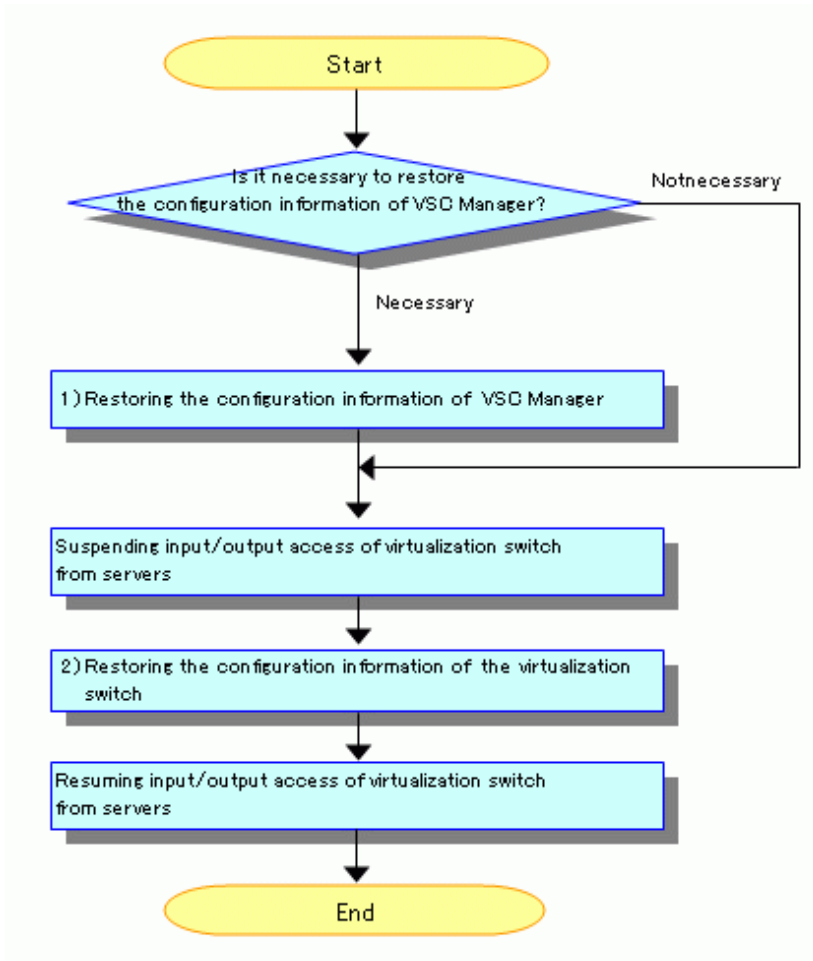 Start
Is it necessary to restore
the configuration information of VSC Manager?
Notnecessary
Necessary
1)Restoring the configuration information of VSC Manager
Suspending input/output access of virtualization switch
from servers
2)Restoring the configuration information of the virtualization
switch
Resuming input/output access of virtualization switch
from servers
End